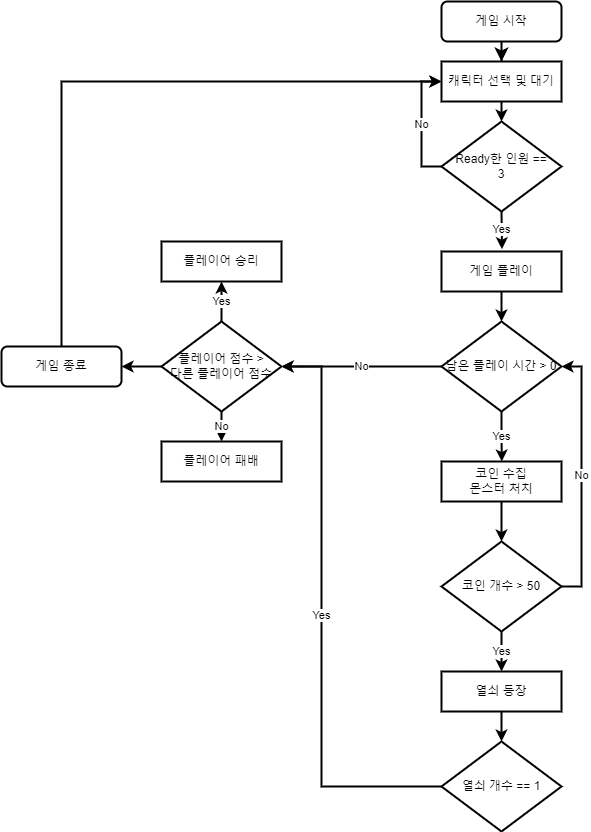 게임 시작
캐릭터 선택 및 대기
No
Ready한 인원 ==
3
Yes
플레이어 승리
게임 플레이
Yes
게임 종료
플레이어 점수 >
다른 플레이어 점수
No
남은 플레이 시간 > 0
No
플레이어 패배
Yes
코인 수집
몬스터 처치
No
코인 개수 > 50
Yes
Yes
열쇠 등장
열쇠 개수 == 1